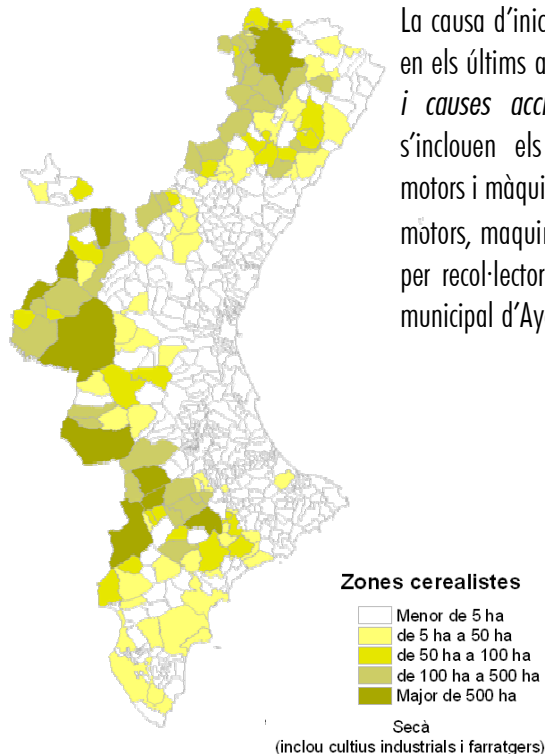 La causa d’inic
en els últims a
i causes acci
s’inclouen els
motors i màqui
motors, maquin
per recol·lector
municipal d’Ay
Zones cerealistes
Menor de 5 ha
de 5 ha a 50 ha
de 50 ha a 100 ha
de 100 ha a 500 ha
Major de 500 ha
Secà
(inclou cultius industrials i farratgers)